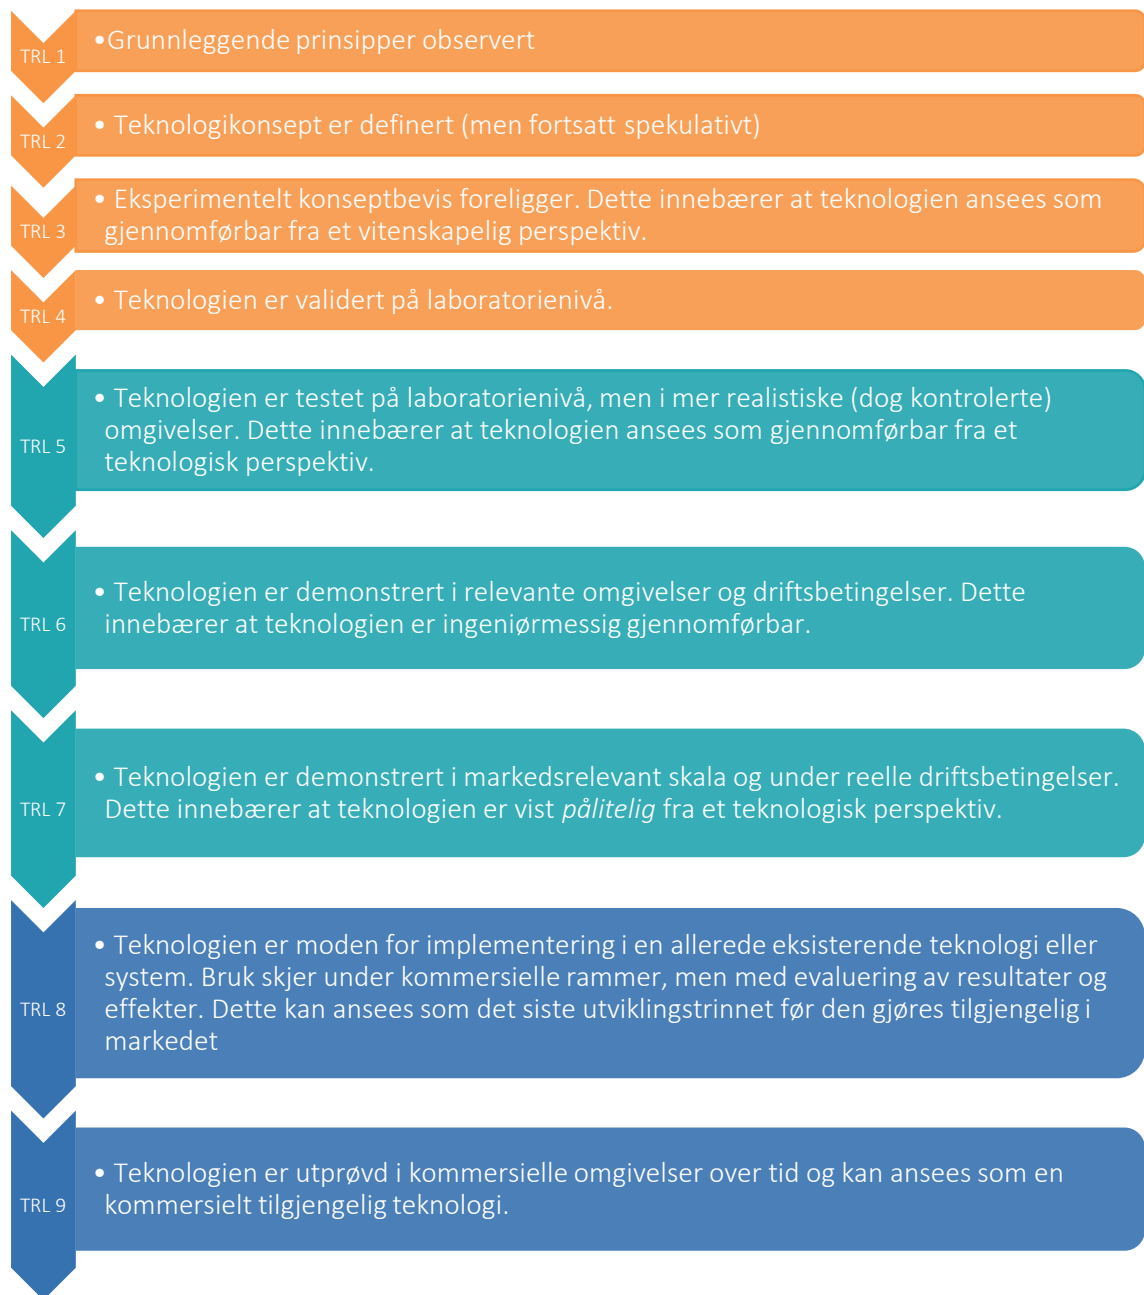 TRL 1
•Grunnleggende prinsipper observert
TRL 2
• Teknologikonsept er definert (men fortsatt spekulativt)
TRL 3
• Eksperimentelt konseptbevis foreligger. Dette innebærer at teknologien ansees som
gjennomførbar fra et vitenskapelig perspektiv.
TRL 4
• Teknologien er validert på laboratorienivå.
TRL 5
• Teknologien er testet på laboratorienivå, men i mer realistiske (dog kontrolerte)
omgivelser. Dette innebærer at teknologien ansees som gjennomførbar fra et
teknologisk perspektiv.
TRL 6
• Teknologien er demonstrert i relevante omgivelser og driftsbetingelser. Dette
innebærer at teknologien er ingeniørmessig gjennomførbar.
TRL 7
• Teknologien er demonstrert i markedsrelevant skala og under reelle driftsbetingelser.
Dette innebærer at teknologien er vist pålitelig fra et teknologisk perspektiv.
TRL 8
• Teknologien er moden for implementering i en allerede eksisterende teknologi eller
system. Bruk skjer under kommersielle rammer, men med evaluering av resultater og
effekter. Dette kan ansees som det siste utviklingstrinnet før den gjøres tilgjengelig i
markedet
TRL 9
• Teknologien er utprøvd i kommersielle omgivelser over tid og kan ansees som en
kommersielt tilgjengelig teknologi.